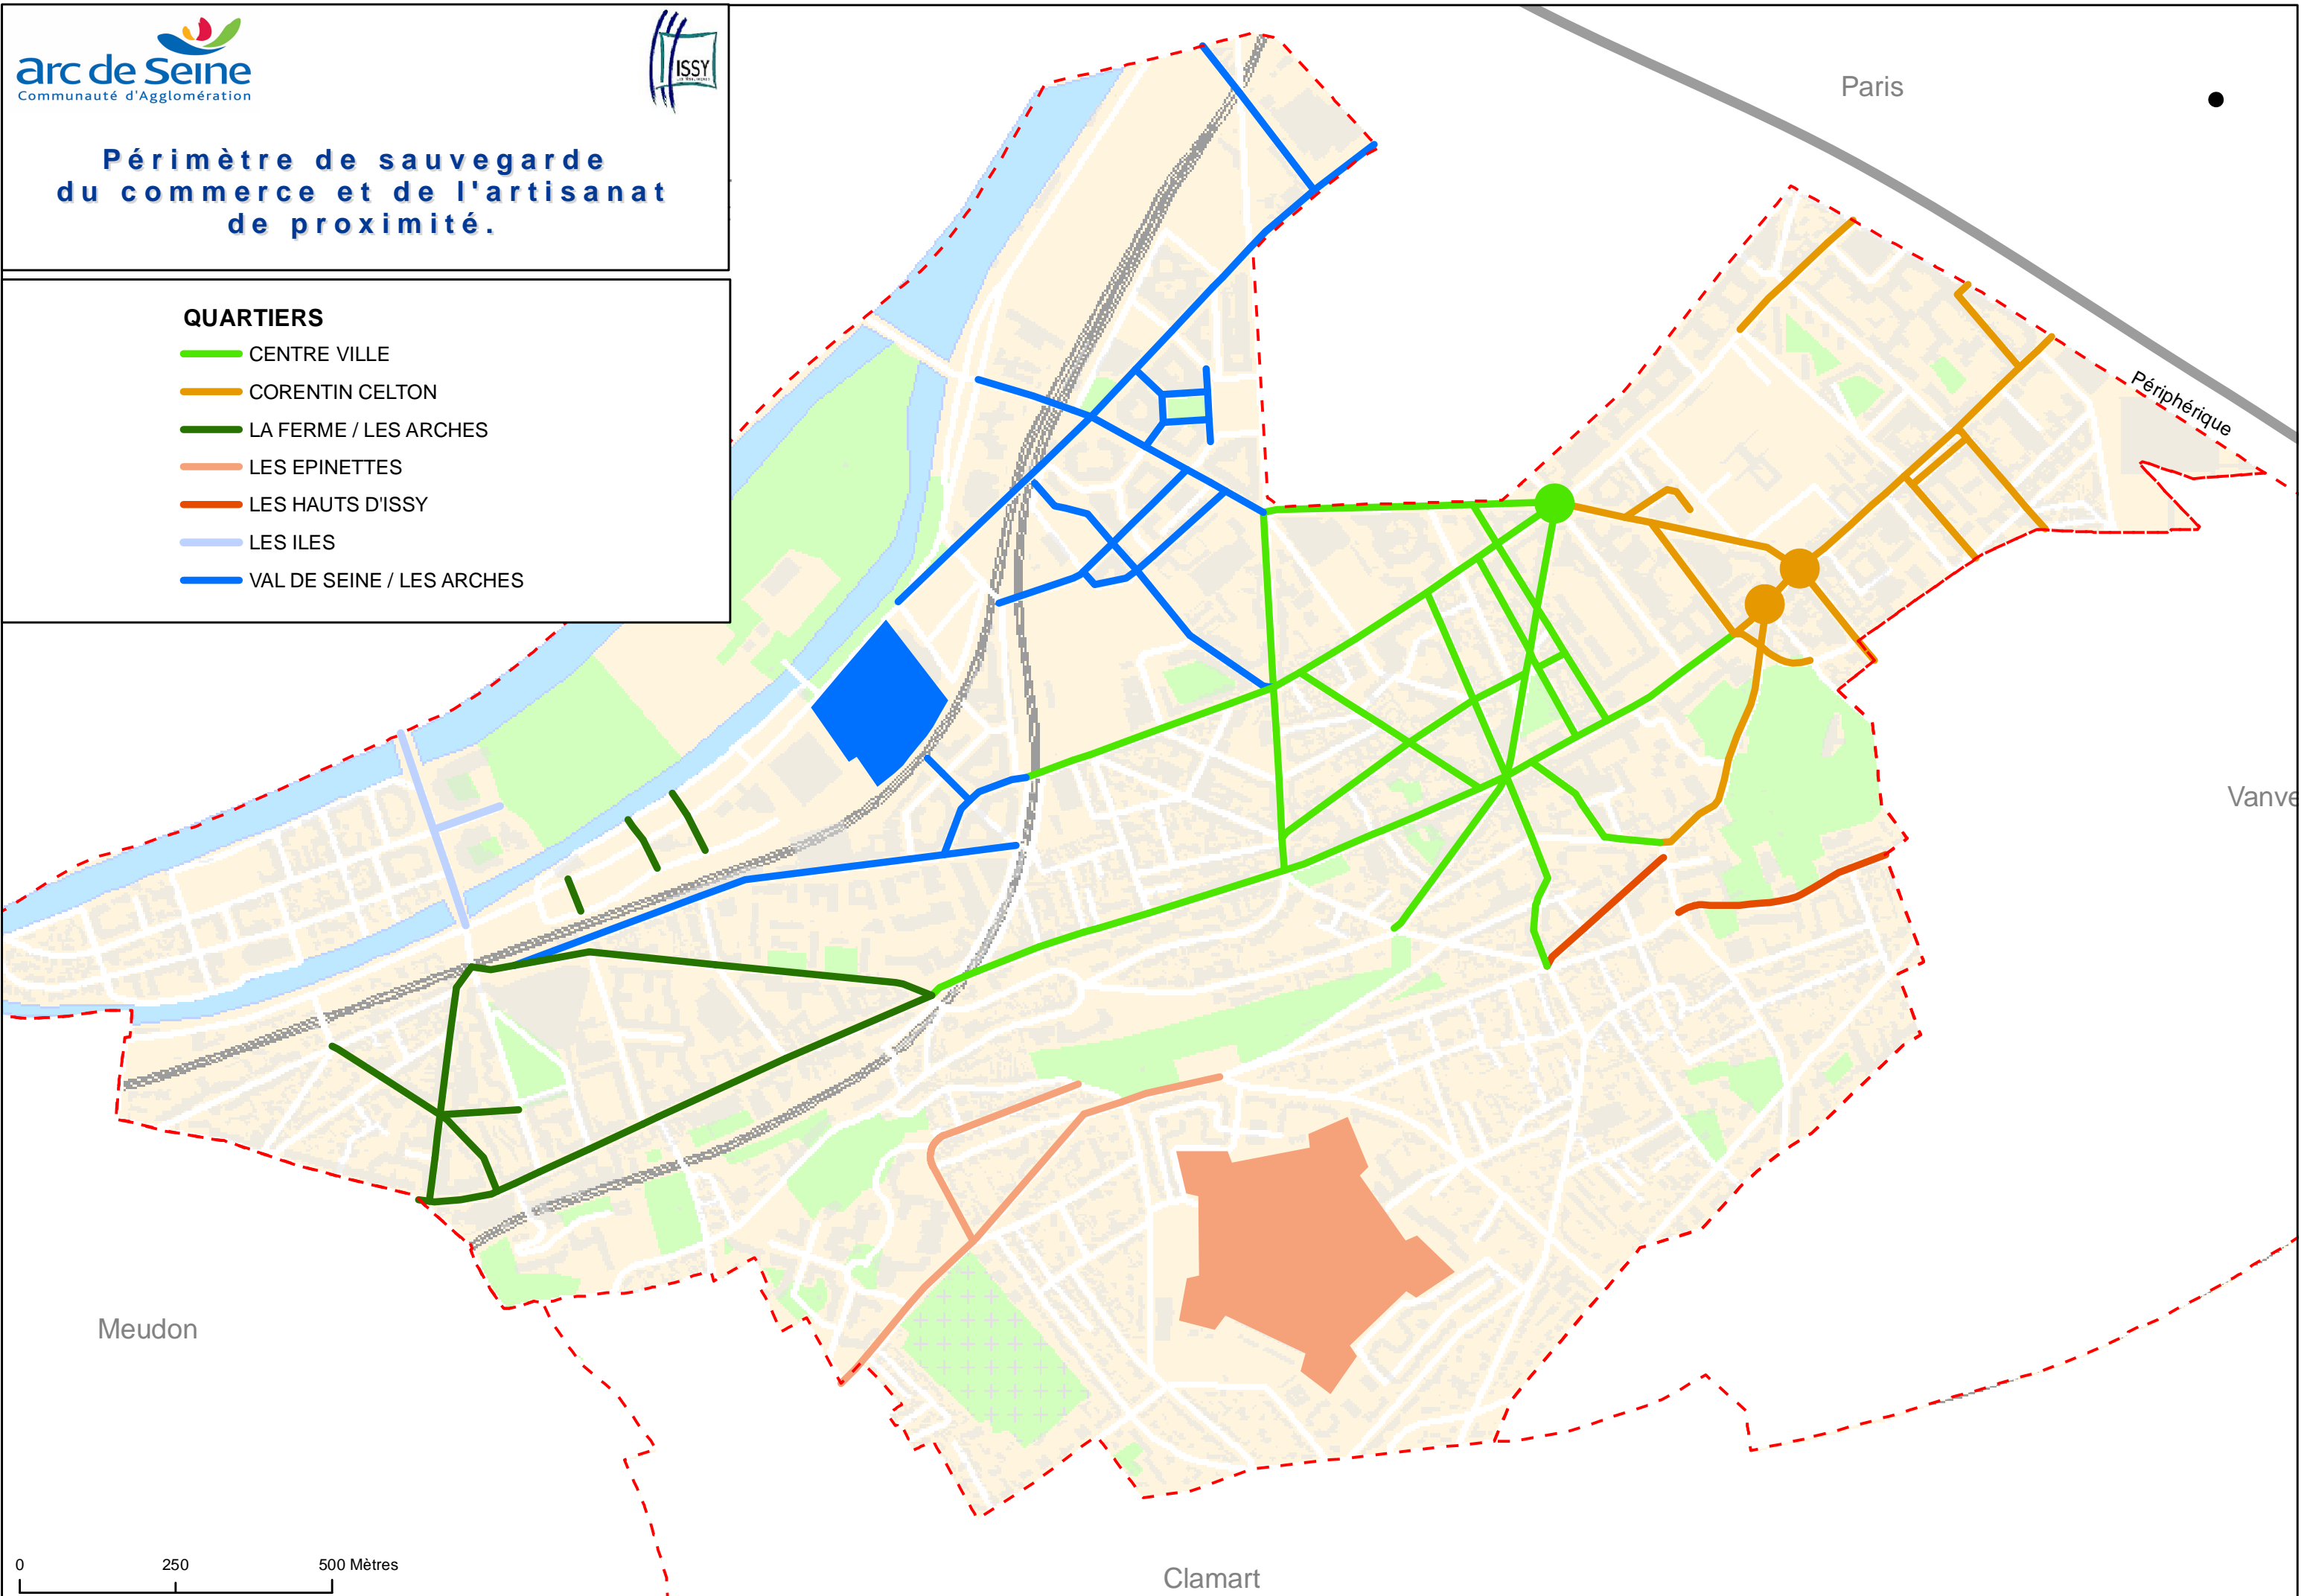 arc de Seine
Communauté d'Agglomération
ISSY
Périmètre de sauvegarde
du commerce et de l'artisanat
de proximité.
QUARTIERS
CENTRE VILLE
CORENTIN CELTON
LA FERME / LES ARCHES
LES EPINETTES
LES HAUTS D'ISSY
LES ILES
VAL DE SEINE / LES ARCHES
Paris
Périphérique
Vanve
Meudon
Clamart
0 250 500 Mètres